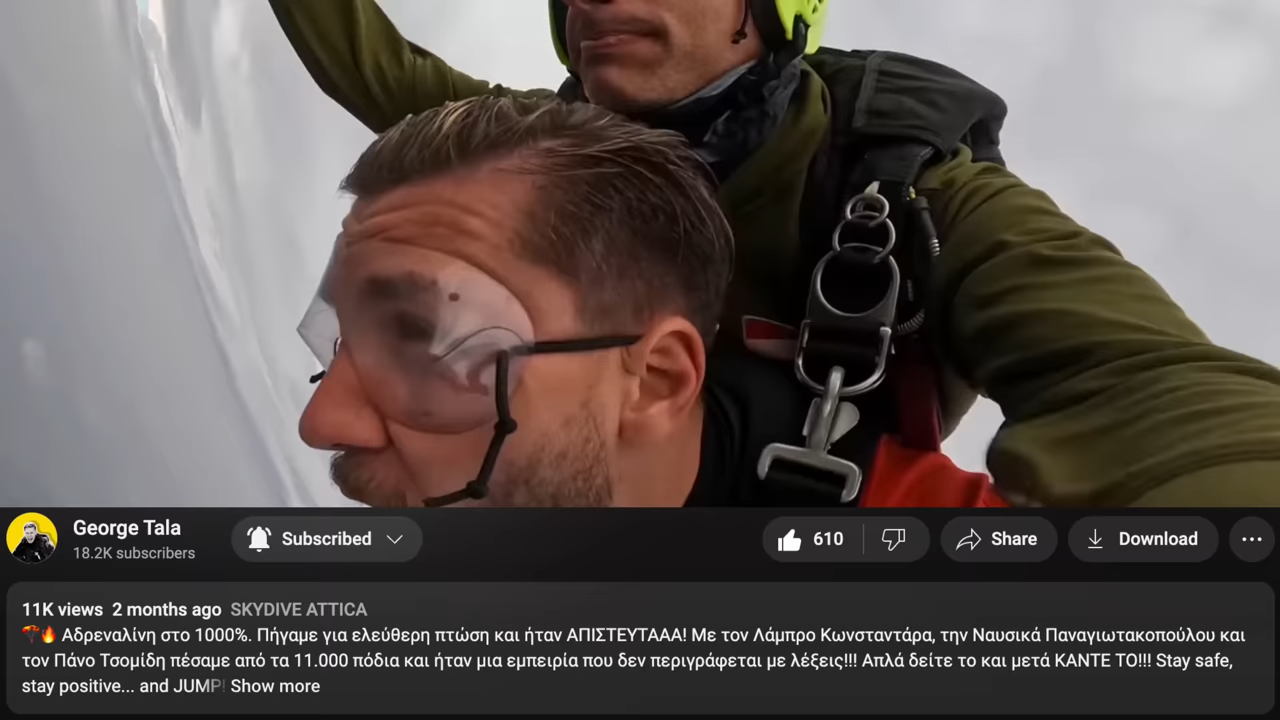 George Tala
18.2K subscribers
Subscribed
610
Share
Download
11K views 2 months ago SKYDIVE ATTICA
🪂🔥 Αδρεναλίνη στο 1000%. Πήγαμε για ελεύθερη πτώση και ήταν ΑΠΙΣΤΕΥΤΑΑΑ! Με τον Λάμπρο Κωνσταντάρα, την Ναυσικά Παναγιωτακοπούλου και
τον Πάνο Τσομίδη πέσαμε από τα 11.000 πόδια και ήταν μια εμπειρία που δεν περιγράφεται με λέξεις!!! Απλά δείτε το και μετά ΚΑΝΤΕ ΤΟ!!! Stay safe,
stay positive... and JUMP! Show more